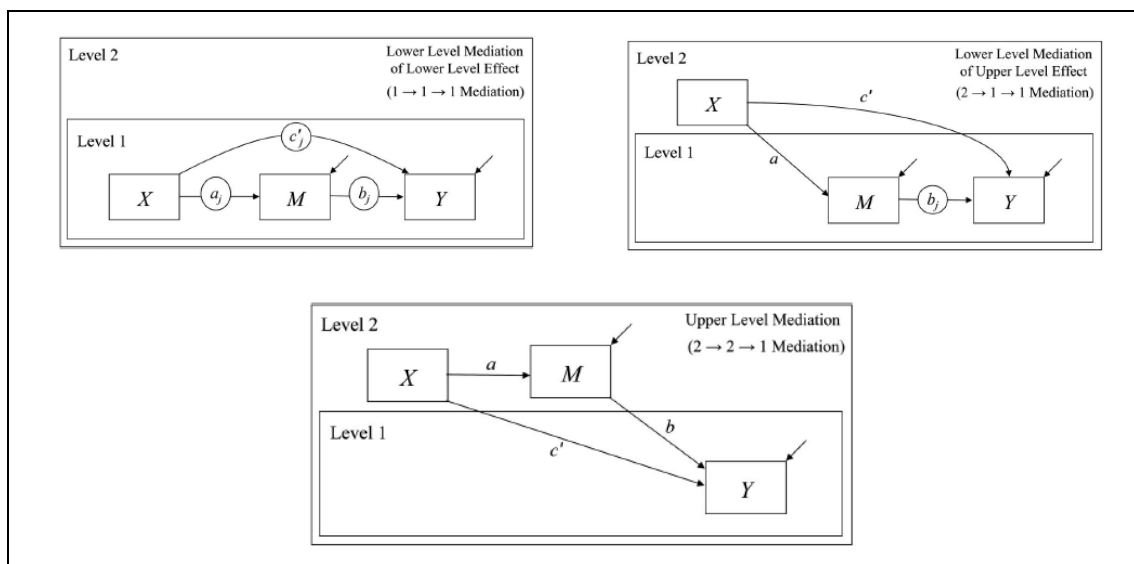 Level 2
Lower Level Mediation
of Lower Level Effect
(1 → 1 → 1 Mediation)
Level 1
c'j
X
aj
M
bj
Y
Level 2
Lower Level Mediation
of Upper Level Effect
(2 → 1 → 1 Mediation)
X
c'
Level 1
a
M
bj
Y
Level 2
Upper Level Mediation
(2 → 2 → 1 Mediation)
X
a
M
Level 1
b
c'
Y